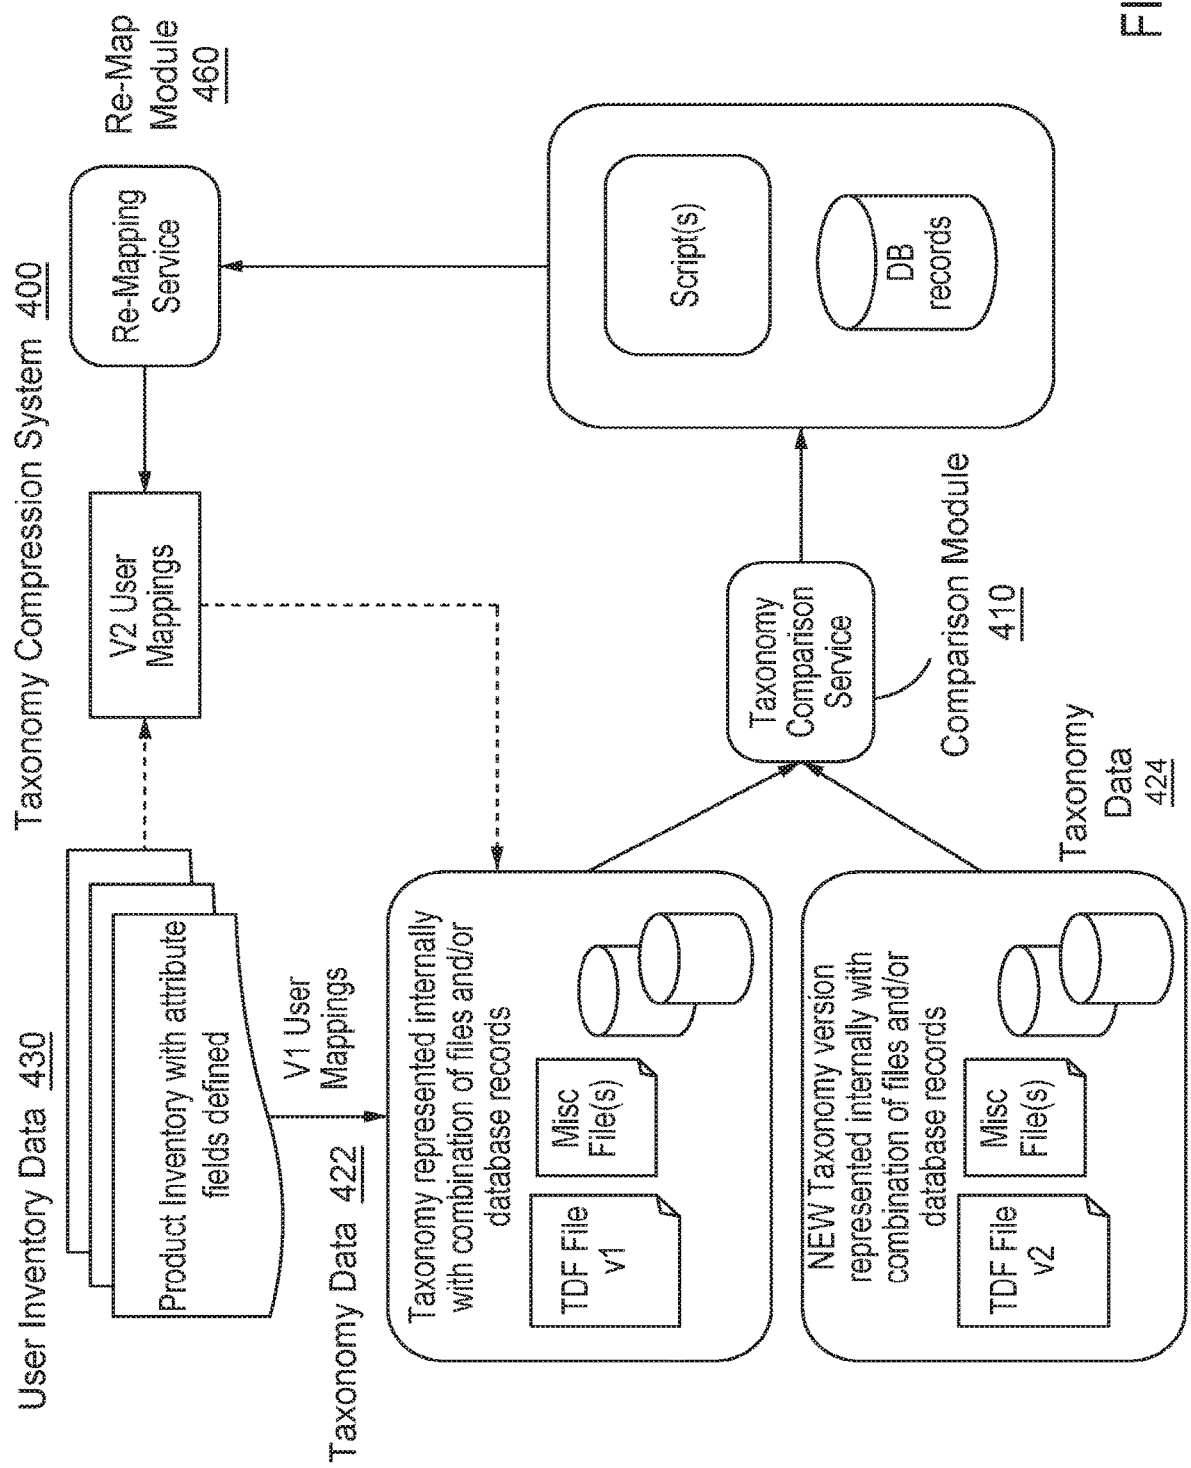 Taxonomy Compression System 400
User Inventory Data 430
Product Inventory with attribute
fields defined
V2 User
Mappings
Re-Mapping
Service
Re-Map
Module
460
V1 User
Mappings
Taxonomy Data 422
Taxonomy represented internally
with combination of files and/or
database records
TDF File
v1
Misc
File(s)
Taxonomy
Comparison
Service
Comparison Module
410
Script(s)
DB
records
NEW Taxonomy version
represented internally with
combination of files and/or
database records
TDF File
v2
Misc
File(s)
Taxonomy
Data
424